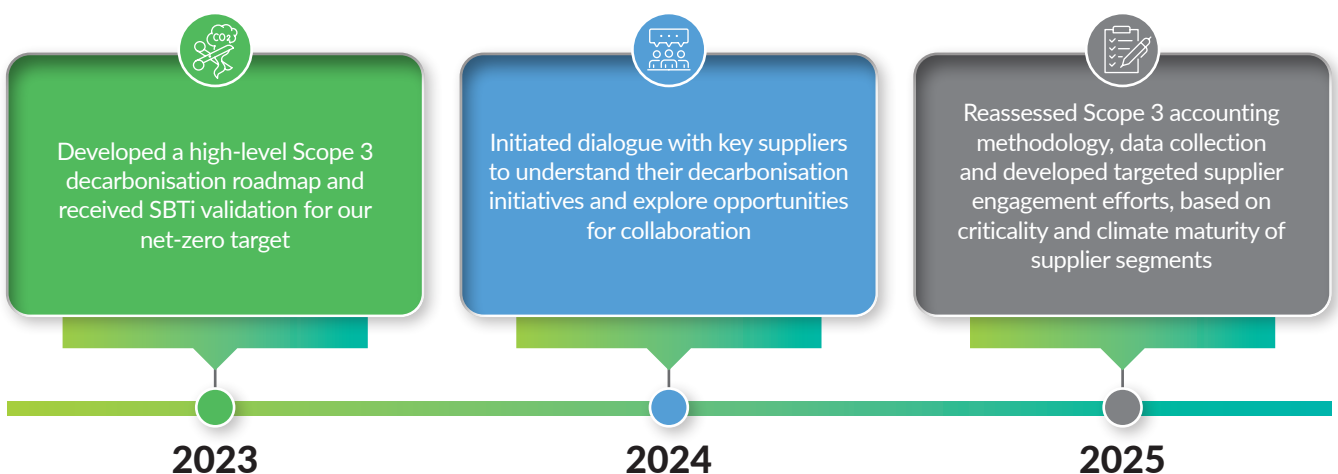 CO2
Developed a high-level Scope 3
decarbonisation roadmap and
received SBTi validation for our
net-zero target
2023
Initiated dialogue with key suppliers
to understand their decarbonisation
initiatives and explore opportunities
for collaboration
2024
Reassessed Scope 3 accounting
methodology, data collection
and developed targeted supplier
engagement efforts, based on
criticality and climate maturity of
supplier segments
2025